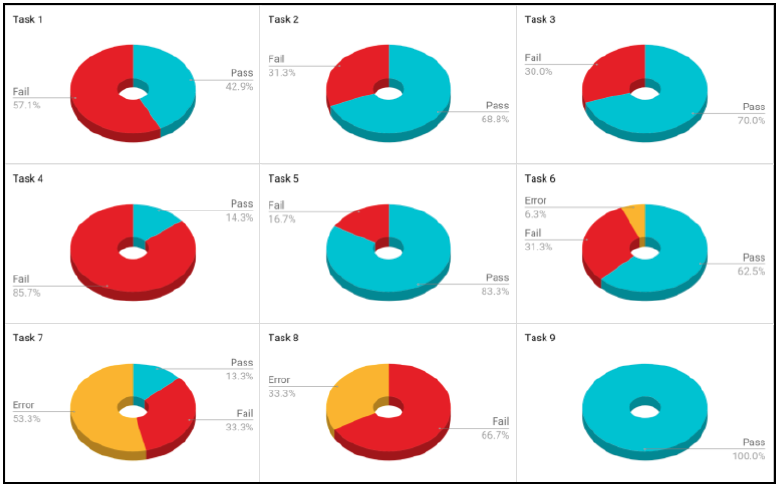 Task 1
Pass
42.9%
Fail
57.1%
Task 2
Fail
31.3%
Pass
68.8%
Task 3
Fail
30.0%
Pass
70.0%
Task 4
Pass
14.3%
Fail
85.7%
Task 5
Fail
16.7%
Pass
83.3%
Task 6
Error
6.3%
Fail
31.3%
Pass
62.5%
Task 7
Pass
13.3%
Error
53.3%
Fail
33.3%
Task 8
Error
33.3%
Fail
66.7%
Task 9
Pass
100.0%